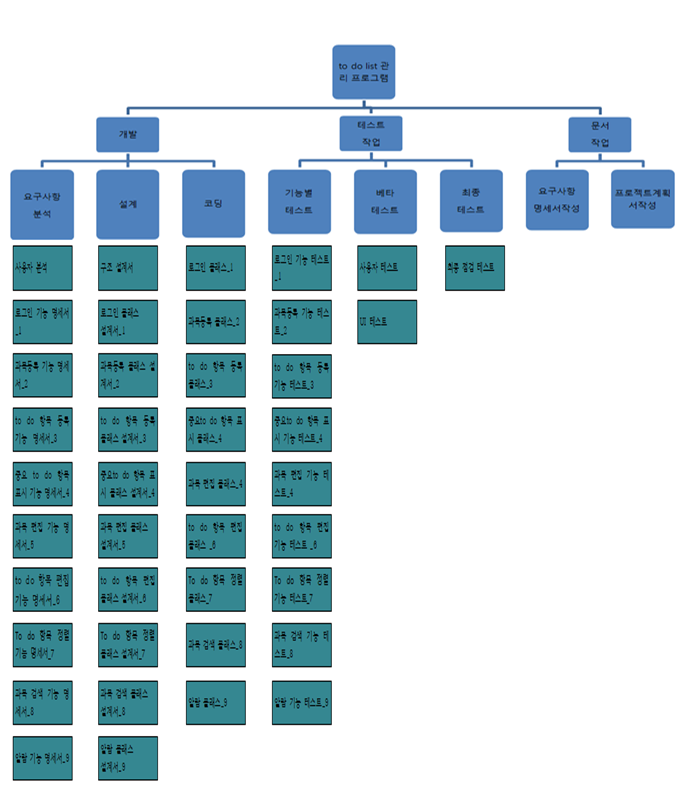 to do list 관
리 프로그램
개발
테스트
작업
문서
작업
요구사항
분석
설계
코딩
기능별
테스트
베타
테스트
최종
테스트
요구사항
명세서작성
프로젝트계획
서작성
사용자 분석
구조 설계서
로그인 클래스_1
로그인 기능 테스트
_1
사용자 테스트
최종 점검 테스트
로그인 기능 명세서
_1
로그인 클래스
설계서_1
과목등록 클래스_2
과목등록 기능 테스
트_2
UI 테스트
과목등록 기능 명세
서_2
과목등록 클래스 설
계서_2
to do 항목 등록
클래스_3
to do 항목 등록
기능 테스트_3
to do 항목 등록
기능 명세서_3
to do 항목 등록
클래스 설계서_3
중요to do 항목 표
시 클래스_4
중요to do 항목 표
시 기능 테스트_4
중요 to do 항목
표시 기능 명세서_4
중요to do 항목 표
시 클래스 설계서_4
과목 편집 클래스_4
과목 편집 기능 테
스트_4
과목 편집 기능 명
세서_5
과목 편집 클래스
설계서_5
to do 항목 편집
클래스 _6
to do 항목 편집
기능 테스트 _6
to do 항목 편집
기능 명세서_6
to do 항목 편집
클래스 설계서_6
To do 항목 정렬
클래스_7
To do 항목 정렬
기능 테스트_7
To do 항목 정렬
기능 명세서_7
To do 항목 정렬
클래스 설계서_7
과목 검색 클래스_8
과목 검색 기능 테
스트_8
과목 검색 기능 명
세서_8
과목 검색 클래스
설계서_8
알람 클래스_9
알람 기능 테스트_9
알람 기능 명세서_9
알람 클래스
설계서_9